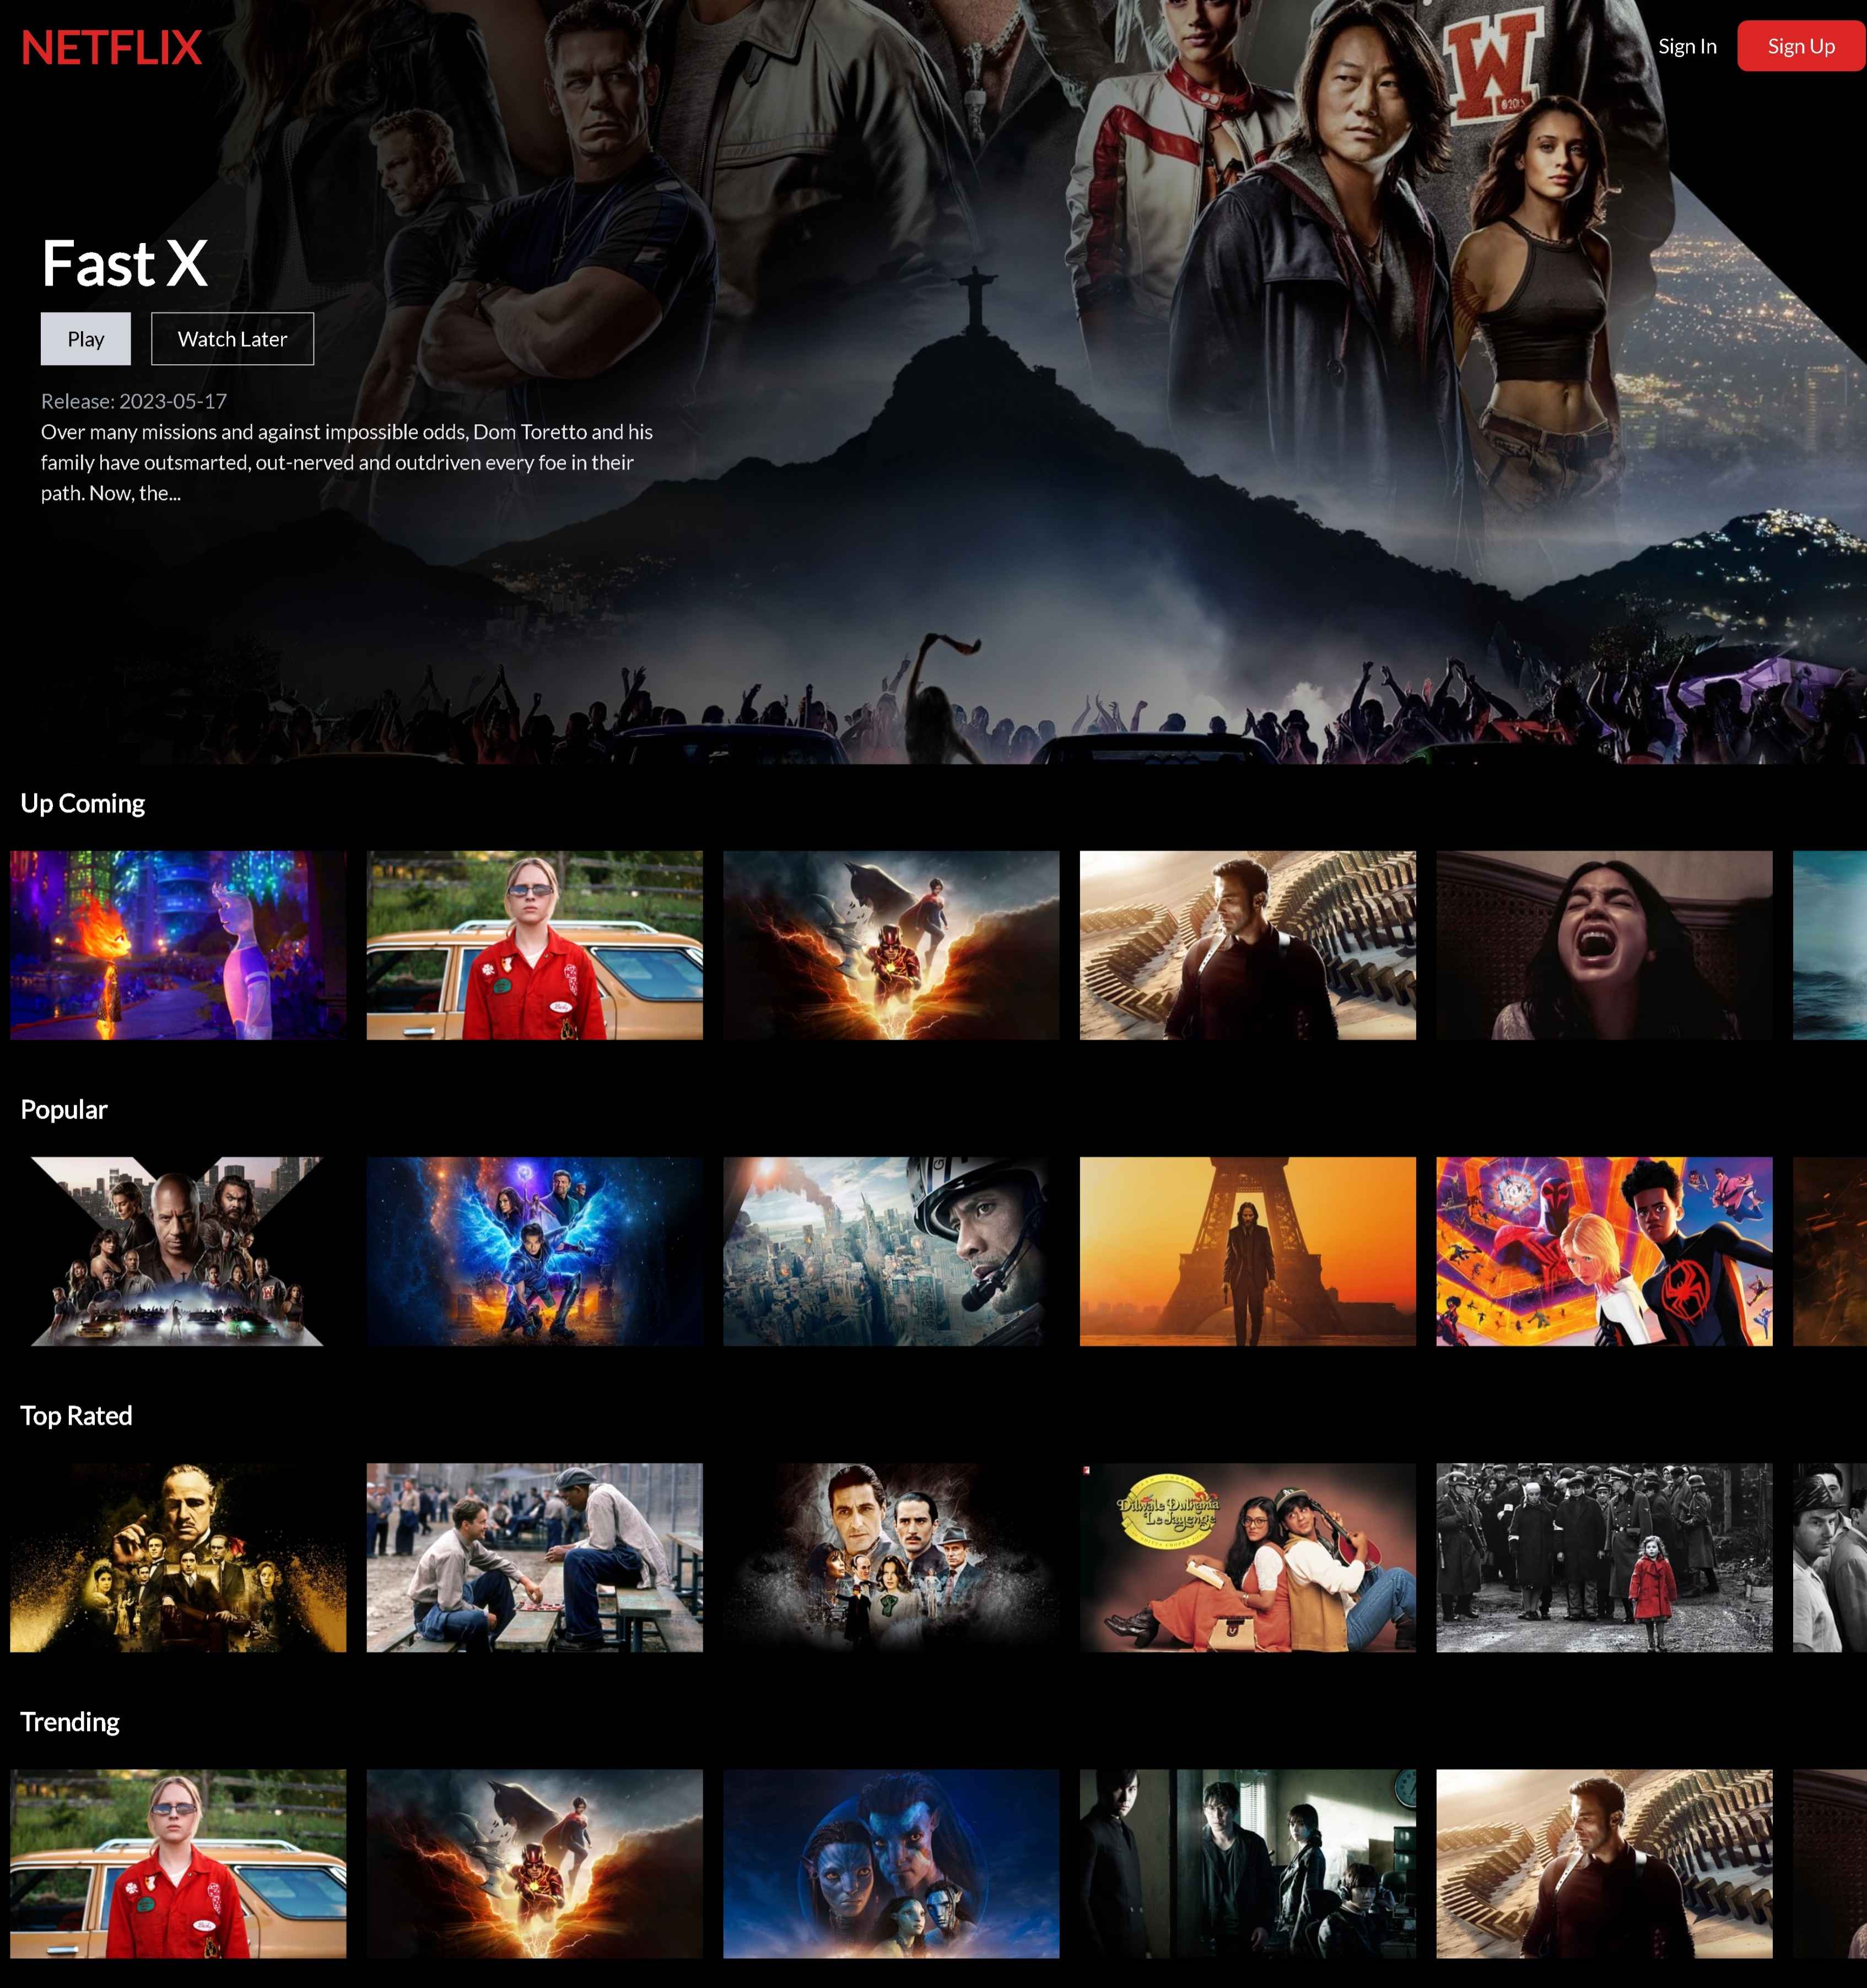 NETFLIX
Sign In
Sign Up
W
Fast X
Play
Watch Later
Release: 2023-05-17
Over many missions and against impossible odds, Dom Toretto and his
family have outsmarted, out-nerved and outdriven every foe in their
path. Now, the...
Up Coming
Popular
Top Rated
Dilwale Dulhania
Le Jayenge
Trending